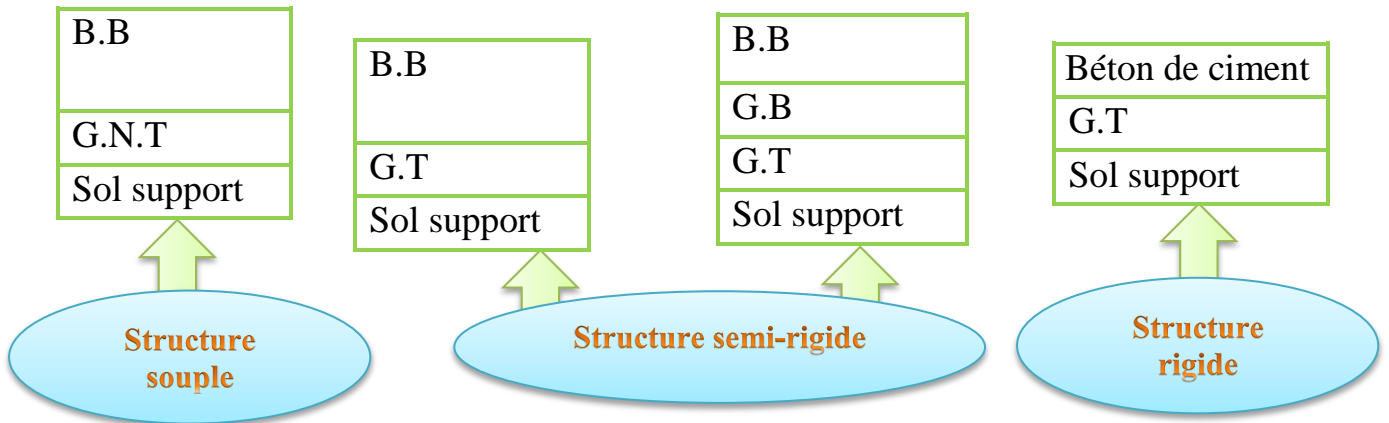 B.B
G.N.T
Sol support
B.B
G.T
Sol support
B.B
G.B
G.T
Sol support
Béton de ciment
G.T
Sol support
Structure
souple
Structure semi-rigide
Structure
rigide